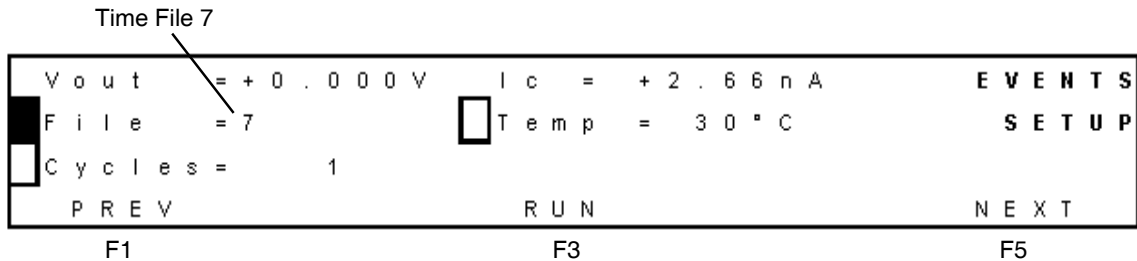 Time File 7
Vout =+0.000V Ic = +2.66nA EVENTS
File =7 Temp = 30°C SETUP
Cycles= 1
PREV RUN NEXT
F1 F3 F5